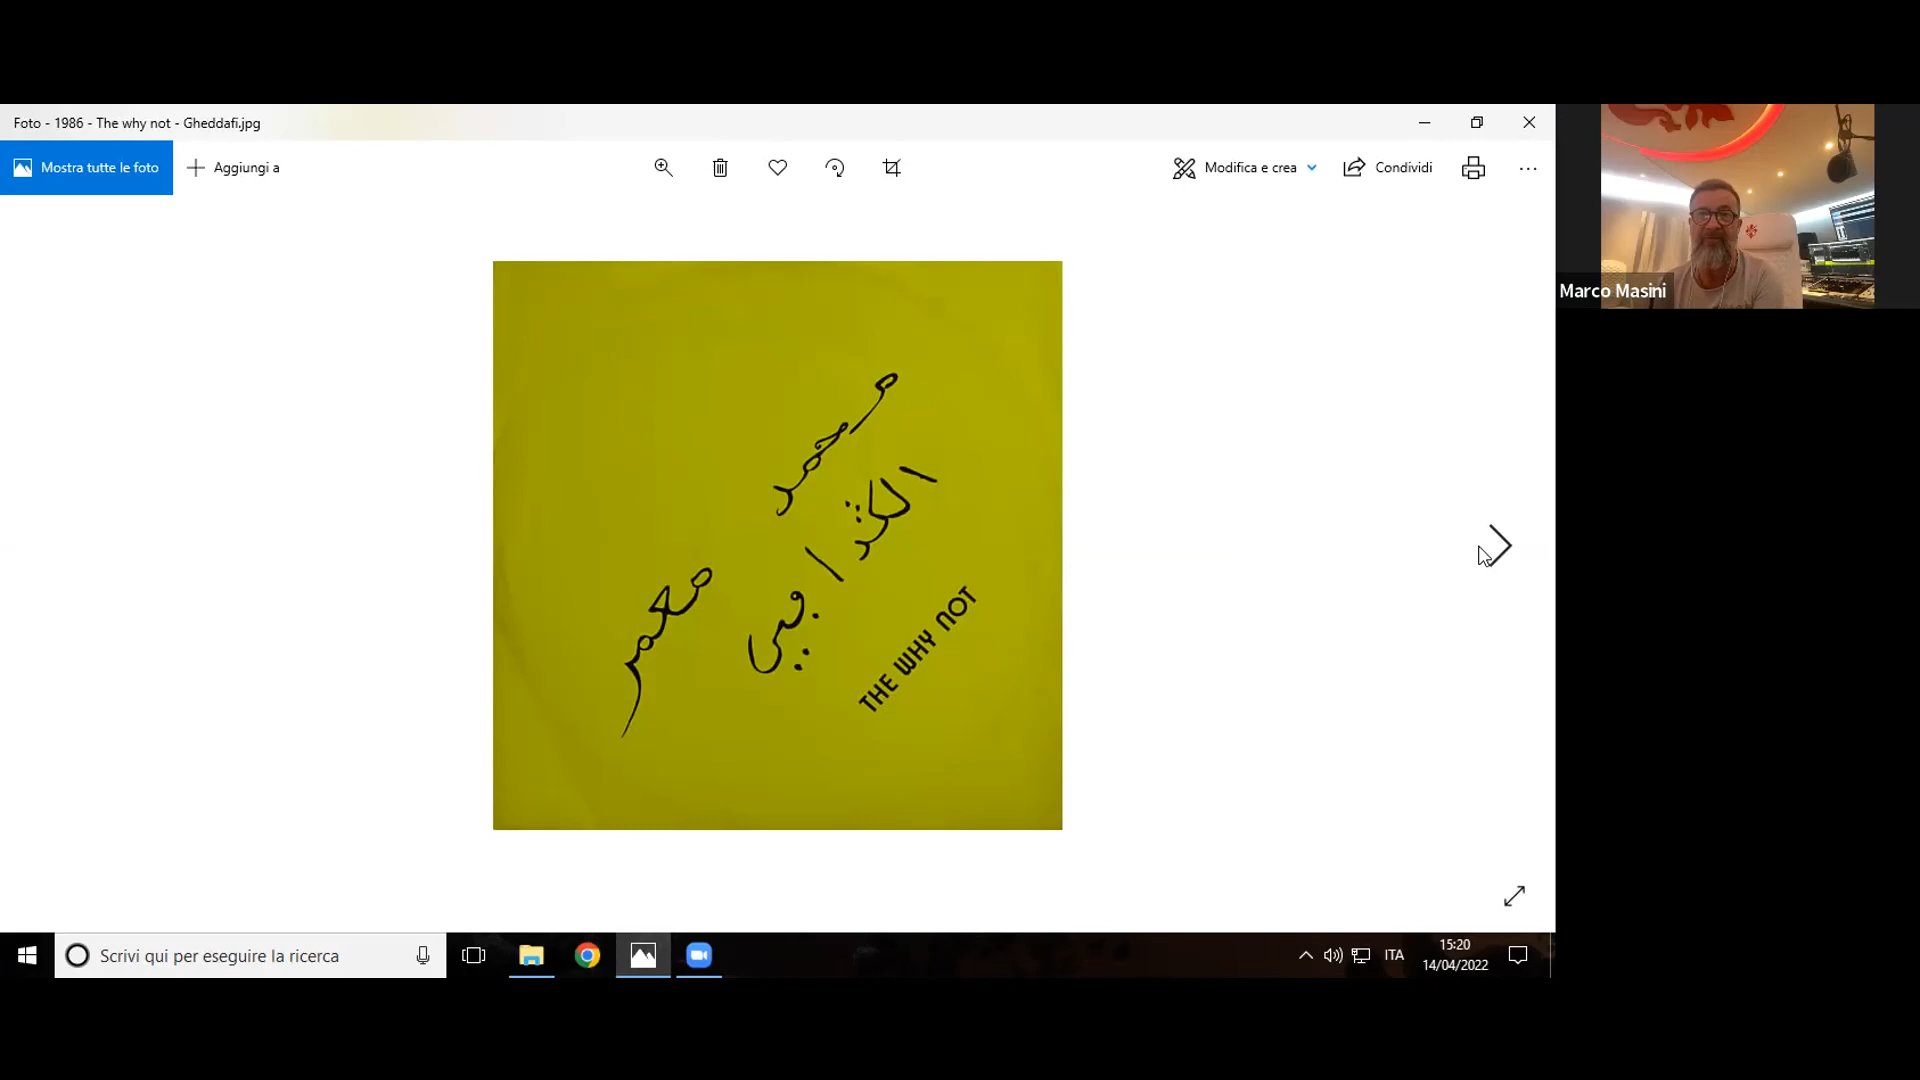 Foto - 1986 - The why not - Gheddafi.jpg
Mostra tutte le foto
Aggiungi a
Modifica e crea
Condividi
Marco Masini
محمد
معمر
THE WHY NOT
Scrivi qui per eseguire la ricerca
ITA
15:20
14/04/2022